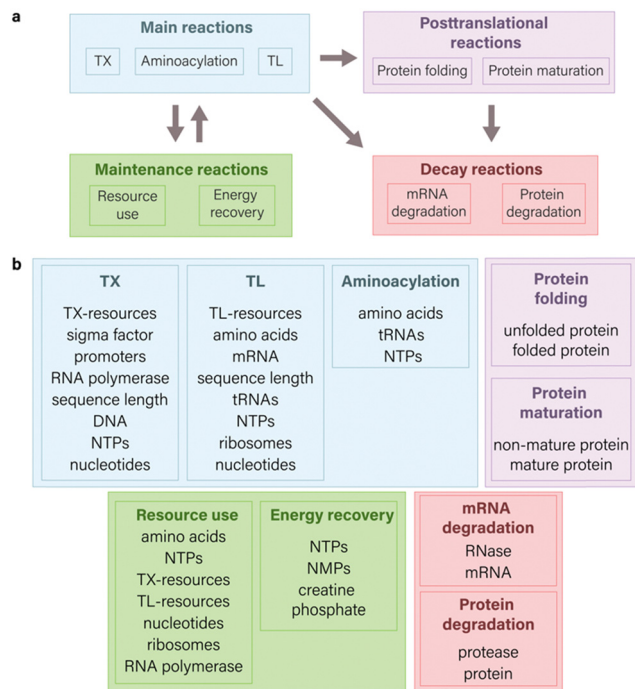 a
Main reactions
TX
Aminoacylation
TL
Posttranslational
reactions
Protein folding
Protein maturation
Maintenance reactions
Resource
use
Energy
recovery
Decay reactions
mRNA
degradation
Protein
degradation
b
TX
TX-resources
sigma factor
promoters
RNA polymerase
sequence length
DNA
NTPs
nucleotides
TL
TL-resources
amino acids
mRNA
sequence length
tRNAs
NTPs
ribosomes
nucleotides
Aminoacylation
amino acids
tRNAs
NTPs
Protein
folding
unfolded protein
folded protein
Protein
maturation
non-mature protein
mature protein
Resource use
amino acids
NTPs
TX-resources
TL-resources
nucleotides
ribosomes
RNA polymerase
Energy recovery
NTPs
NMPs
creatine
phosphate
mRNA
degradation
RNase
mRNA
Protein
degradation
protease
protein